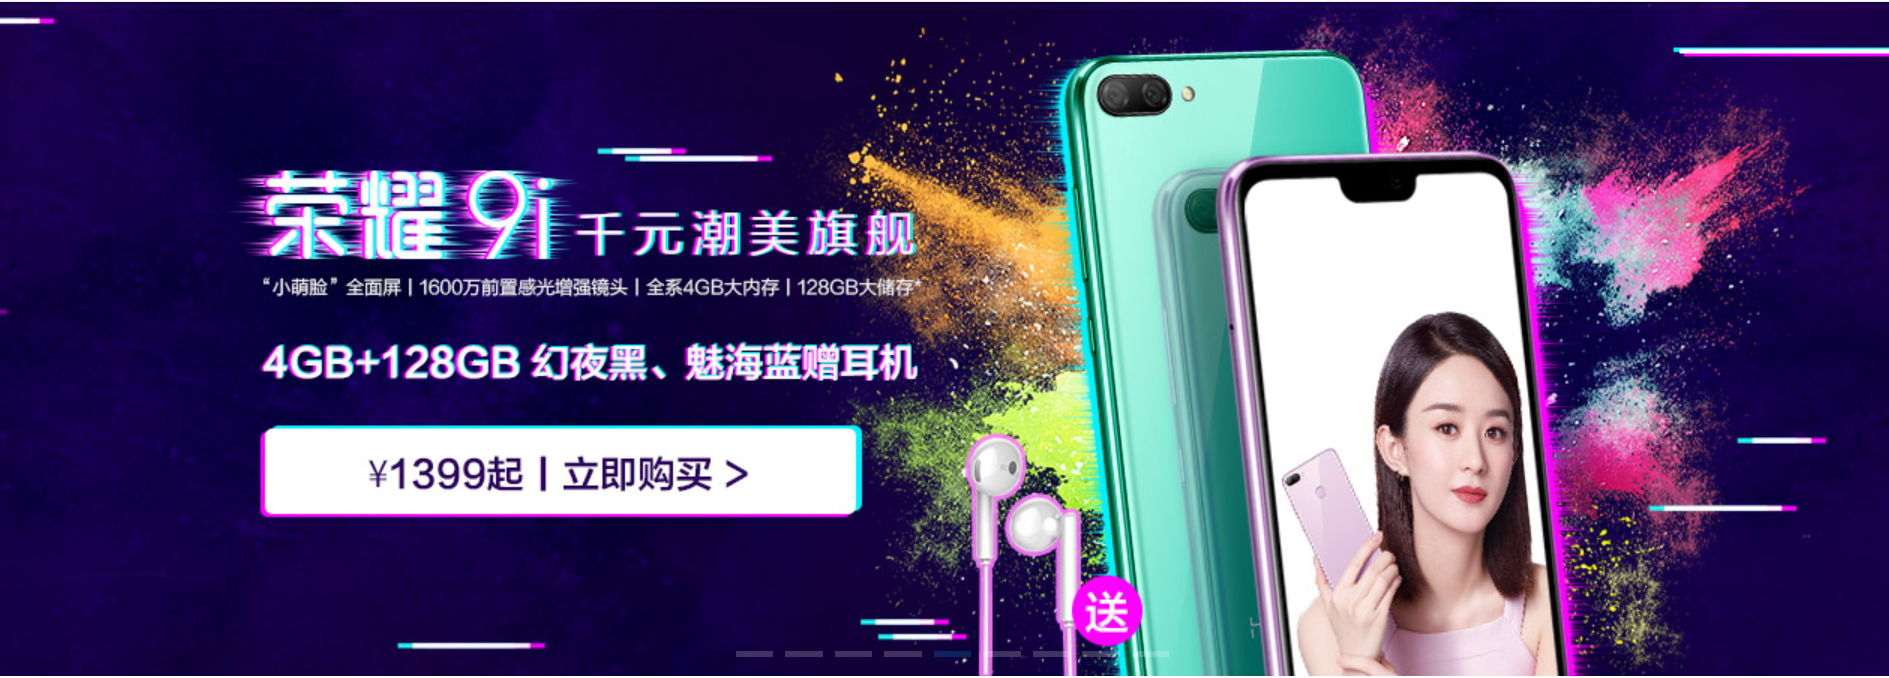 荣耀9i 千元潮美旗舰
“小萌脸”全面屏 | 1600万前置感光增强镜头 | 全系4GB大内存 | 128GB大储存*
4GB+128GB 幻夜黑、魅海蓝赠耳机
¥1399起 | 立即购买 >
送